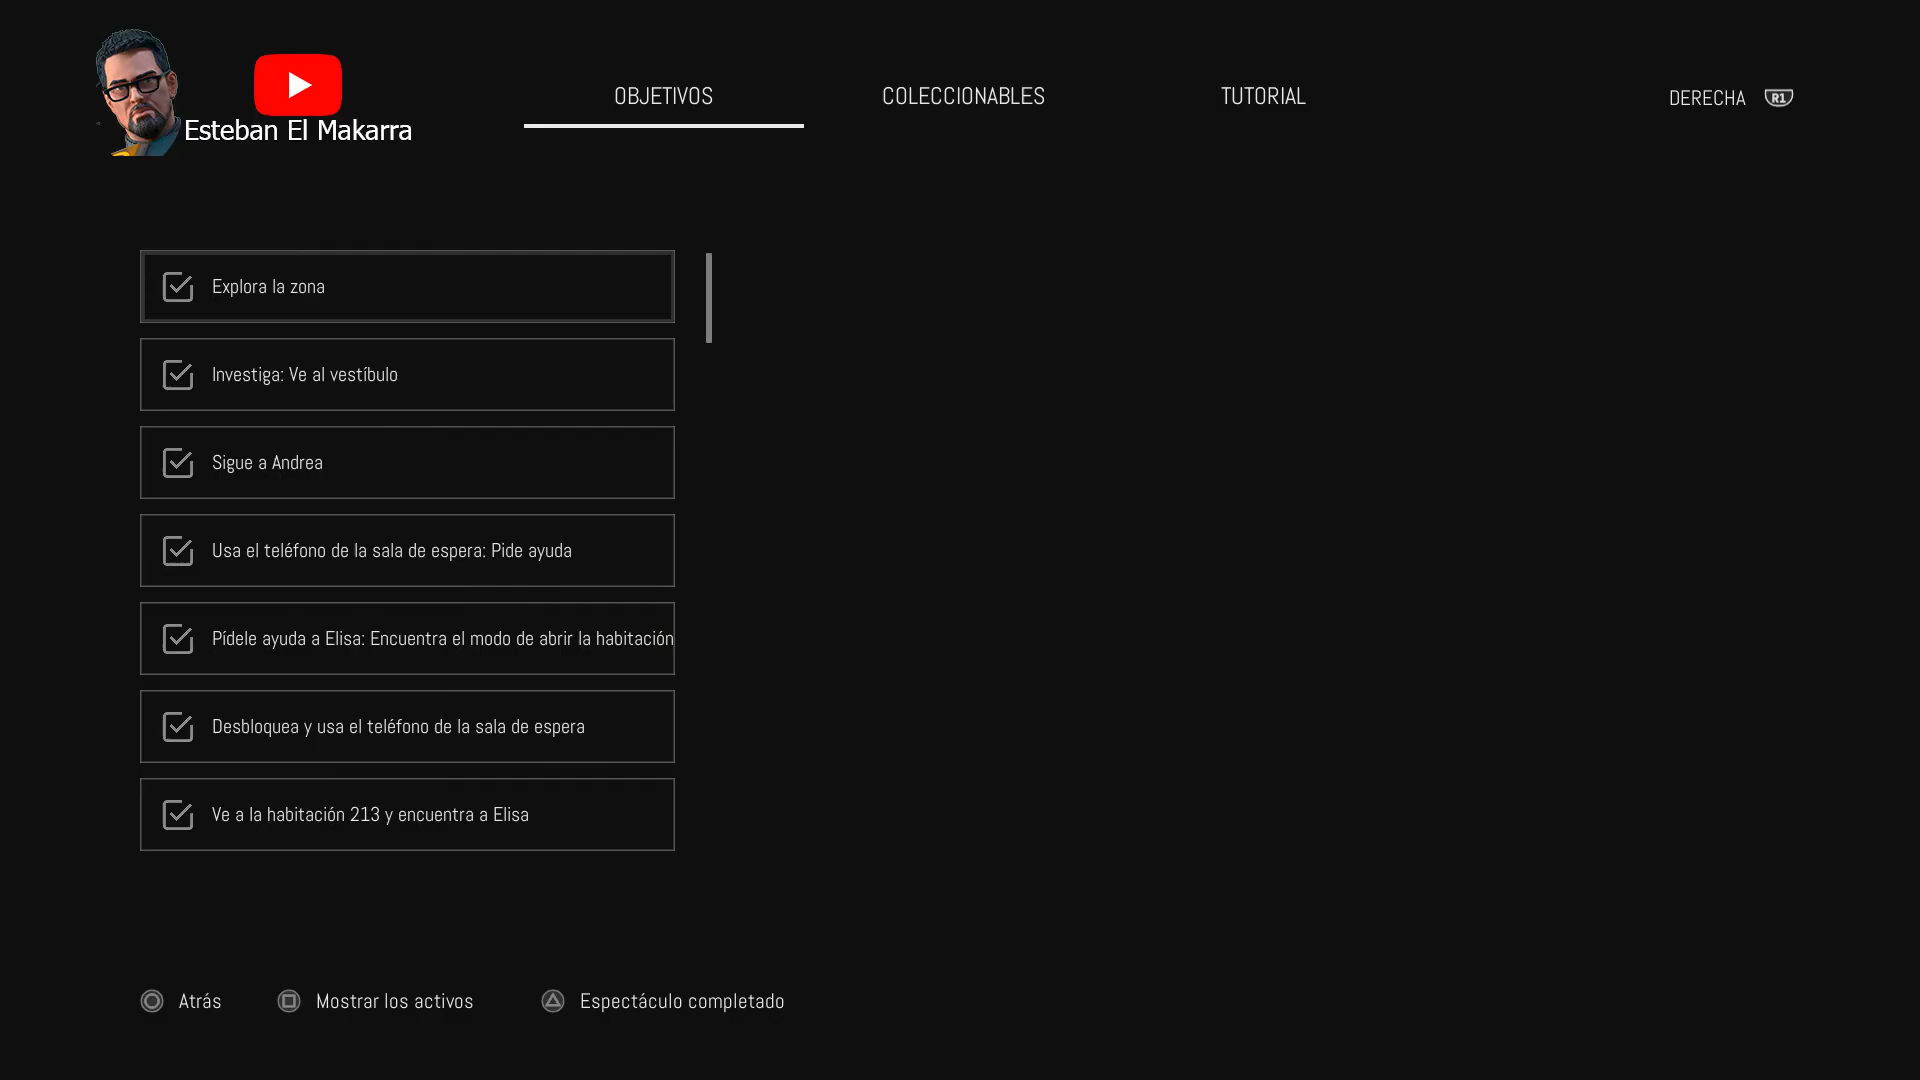 Esteban El Makarra
OBJETIVOS
COLECCIONABLES
TUTORIAL
DERECHA R1
Explora la zona
Investiga: Ve al vestíbulo
Sigue a Andrea
Usa el teléfono de la sala de espera: Pide ayuda
Pídele ayuda a Elisa: Encuentra el modo de abrir la habitación
Desbloquea y usa el teléfono de la sala de espera
Ve a la habitación 213 y encuentra a Elisa
Atrás
Mostrar los activos
Espectáculo completado